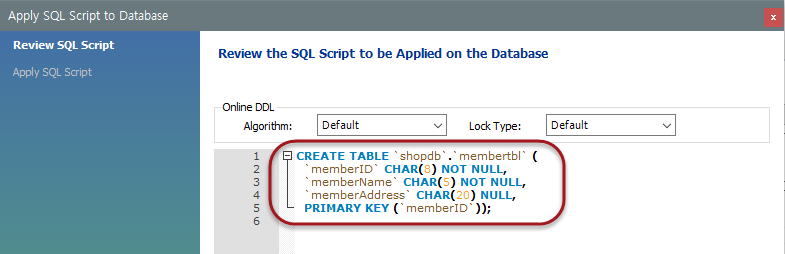 Apply SQL Script to Database
x
Review SQL Script
Apply SQL Script
Review the SQL Script to be Applied on the Database
Online DDL
Algorithm: Default Lock Type: Default
1 CREATE TABLE `shopdb`.`membertbl` (
2 `memberID` CHAR(8) NOT NULL,
3 `memberName` CHAR(5) NOT NULL,
4 `memberAddress` CHAR(20) NULL,
5 PRIMARY KEY (`memberID`));
6